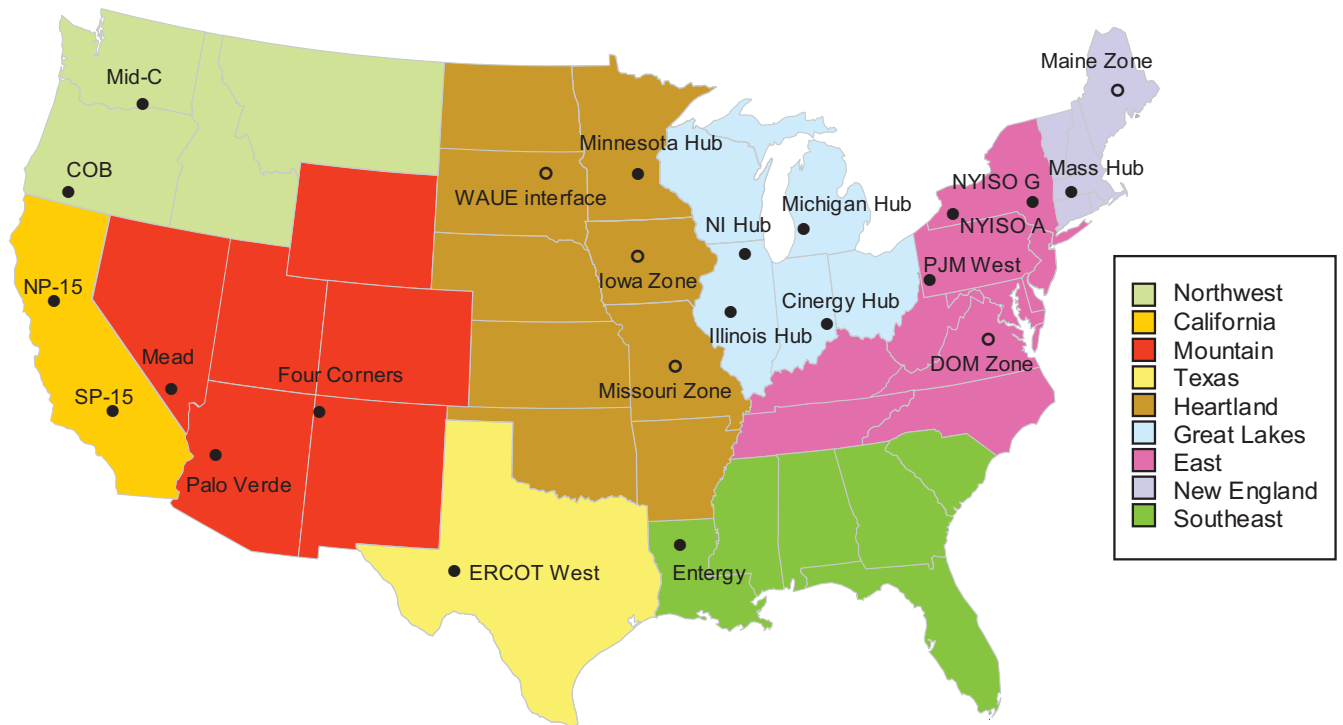 Maine Zone
Mid-C
Minnesota Hub
COB
WAUE interface
Mass Hub
NYISO G
Michigan Hub
NYISO A
NI Hub
PJM West
Iowa Zone
NP-15
Cinergy Hub
Illinois Hub
Mead
DOM Zone
Four Corners
Missouri Zone
SP-15
Palo Verde
ERCOT West
Entergy
Northwest
California
Mountain
Texas
Heartland
Great Lakes
East
New England
Southeast